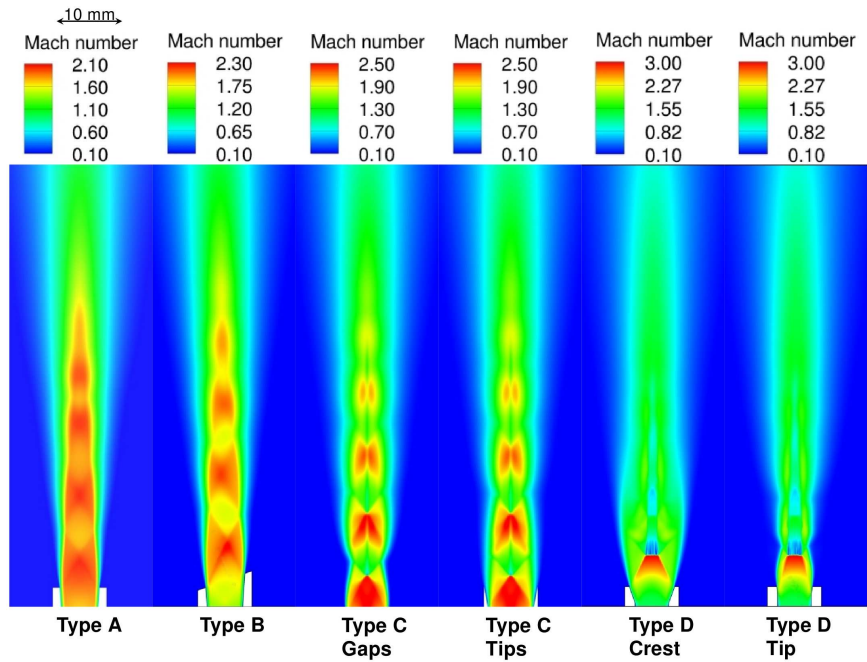 10 mm
Mach number
2.10
1.60
1.10
0.60
0.10
Mach number
2.30
1.75
1.20
0.65
0.10
Mach number
2.50
1.90
1.30
0.70
0.10
Mach number
2.50
1.90
1.30
0.70
0.10
Mach number
3.00
2.27
1.55
0.82
0.10
Mach number
3.00
2.27
1.55
0.82
0.10
Type A
Type B
Type C
Gaps
Type C
Tips
Type D
Crest
Type D
Tip